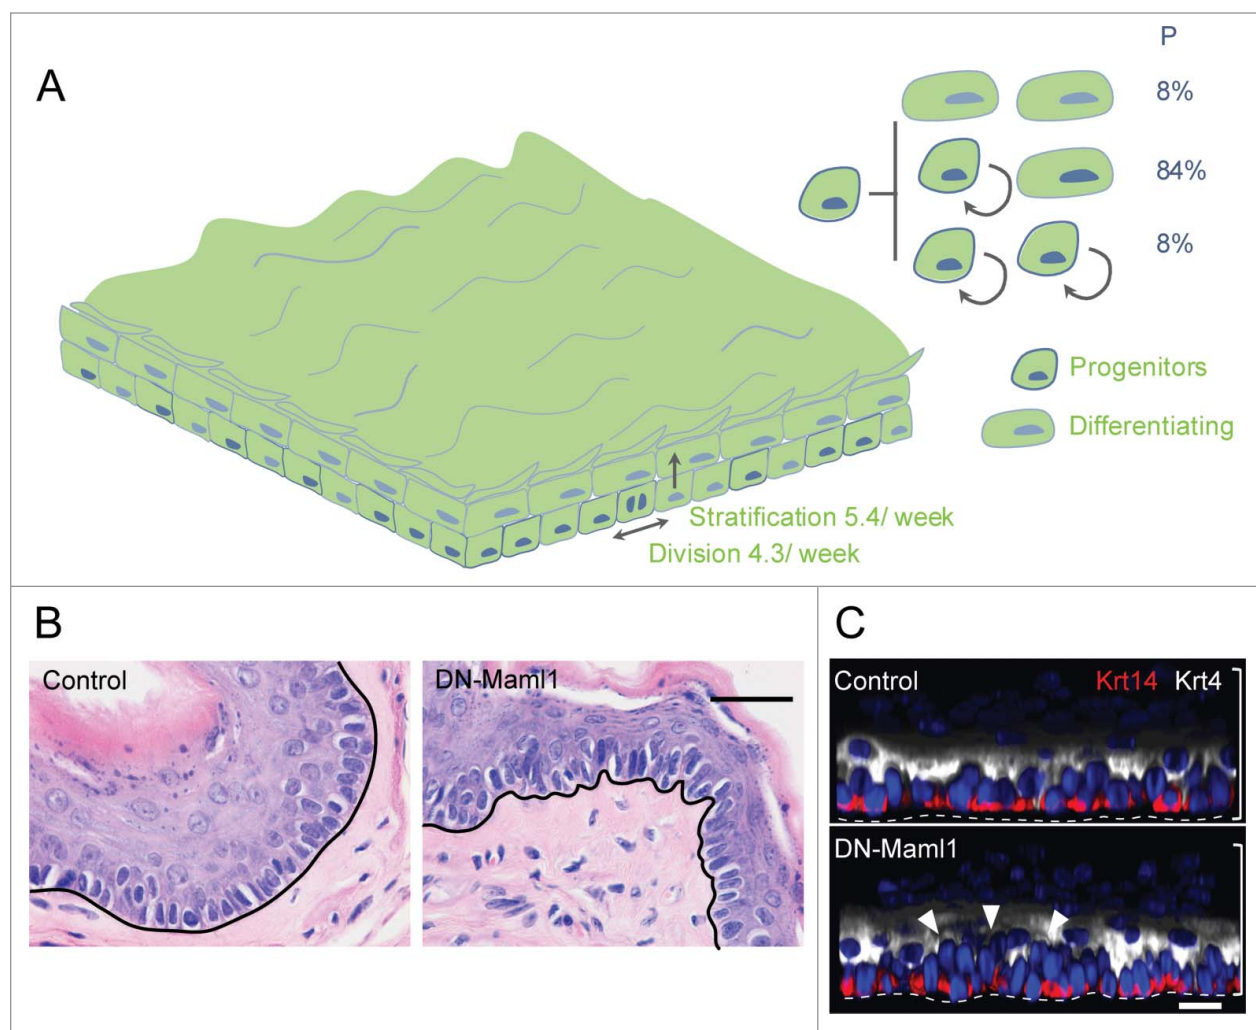 A
P
8%
84%
8%
Progenitors
Differentiating
Stratification 5.4/ week
Division 4.3/ week
B
Control
DN-Maml1
C
Control
Krt14 Krt4
DN-Maml1